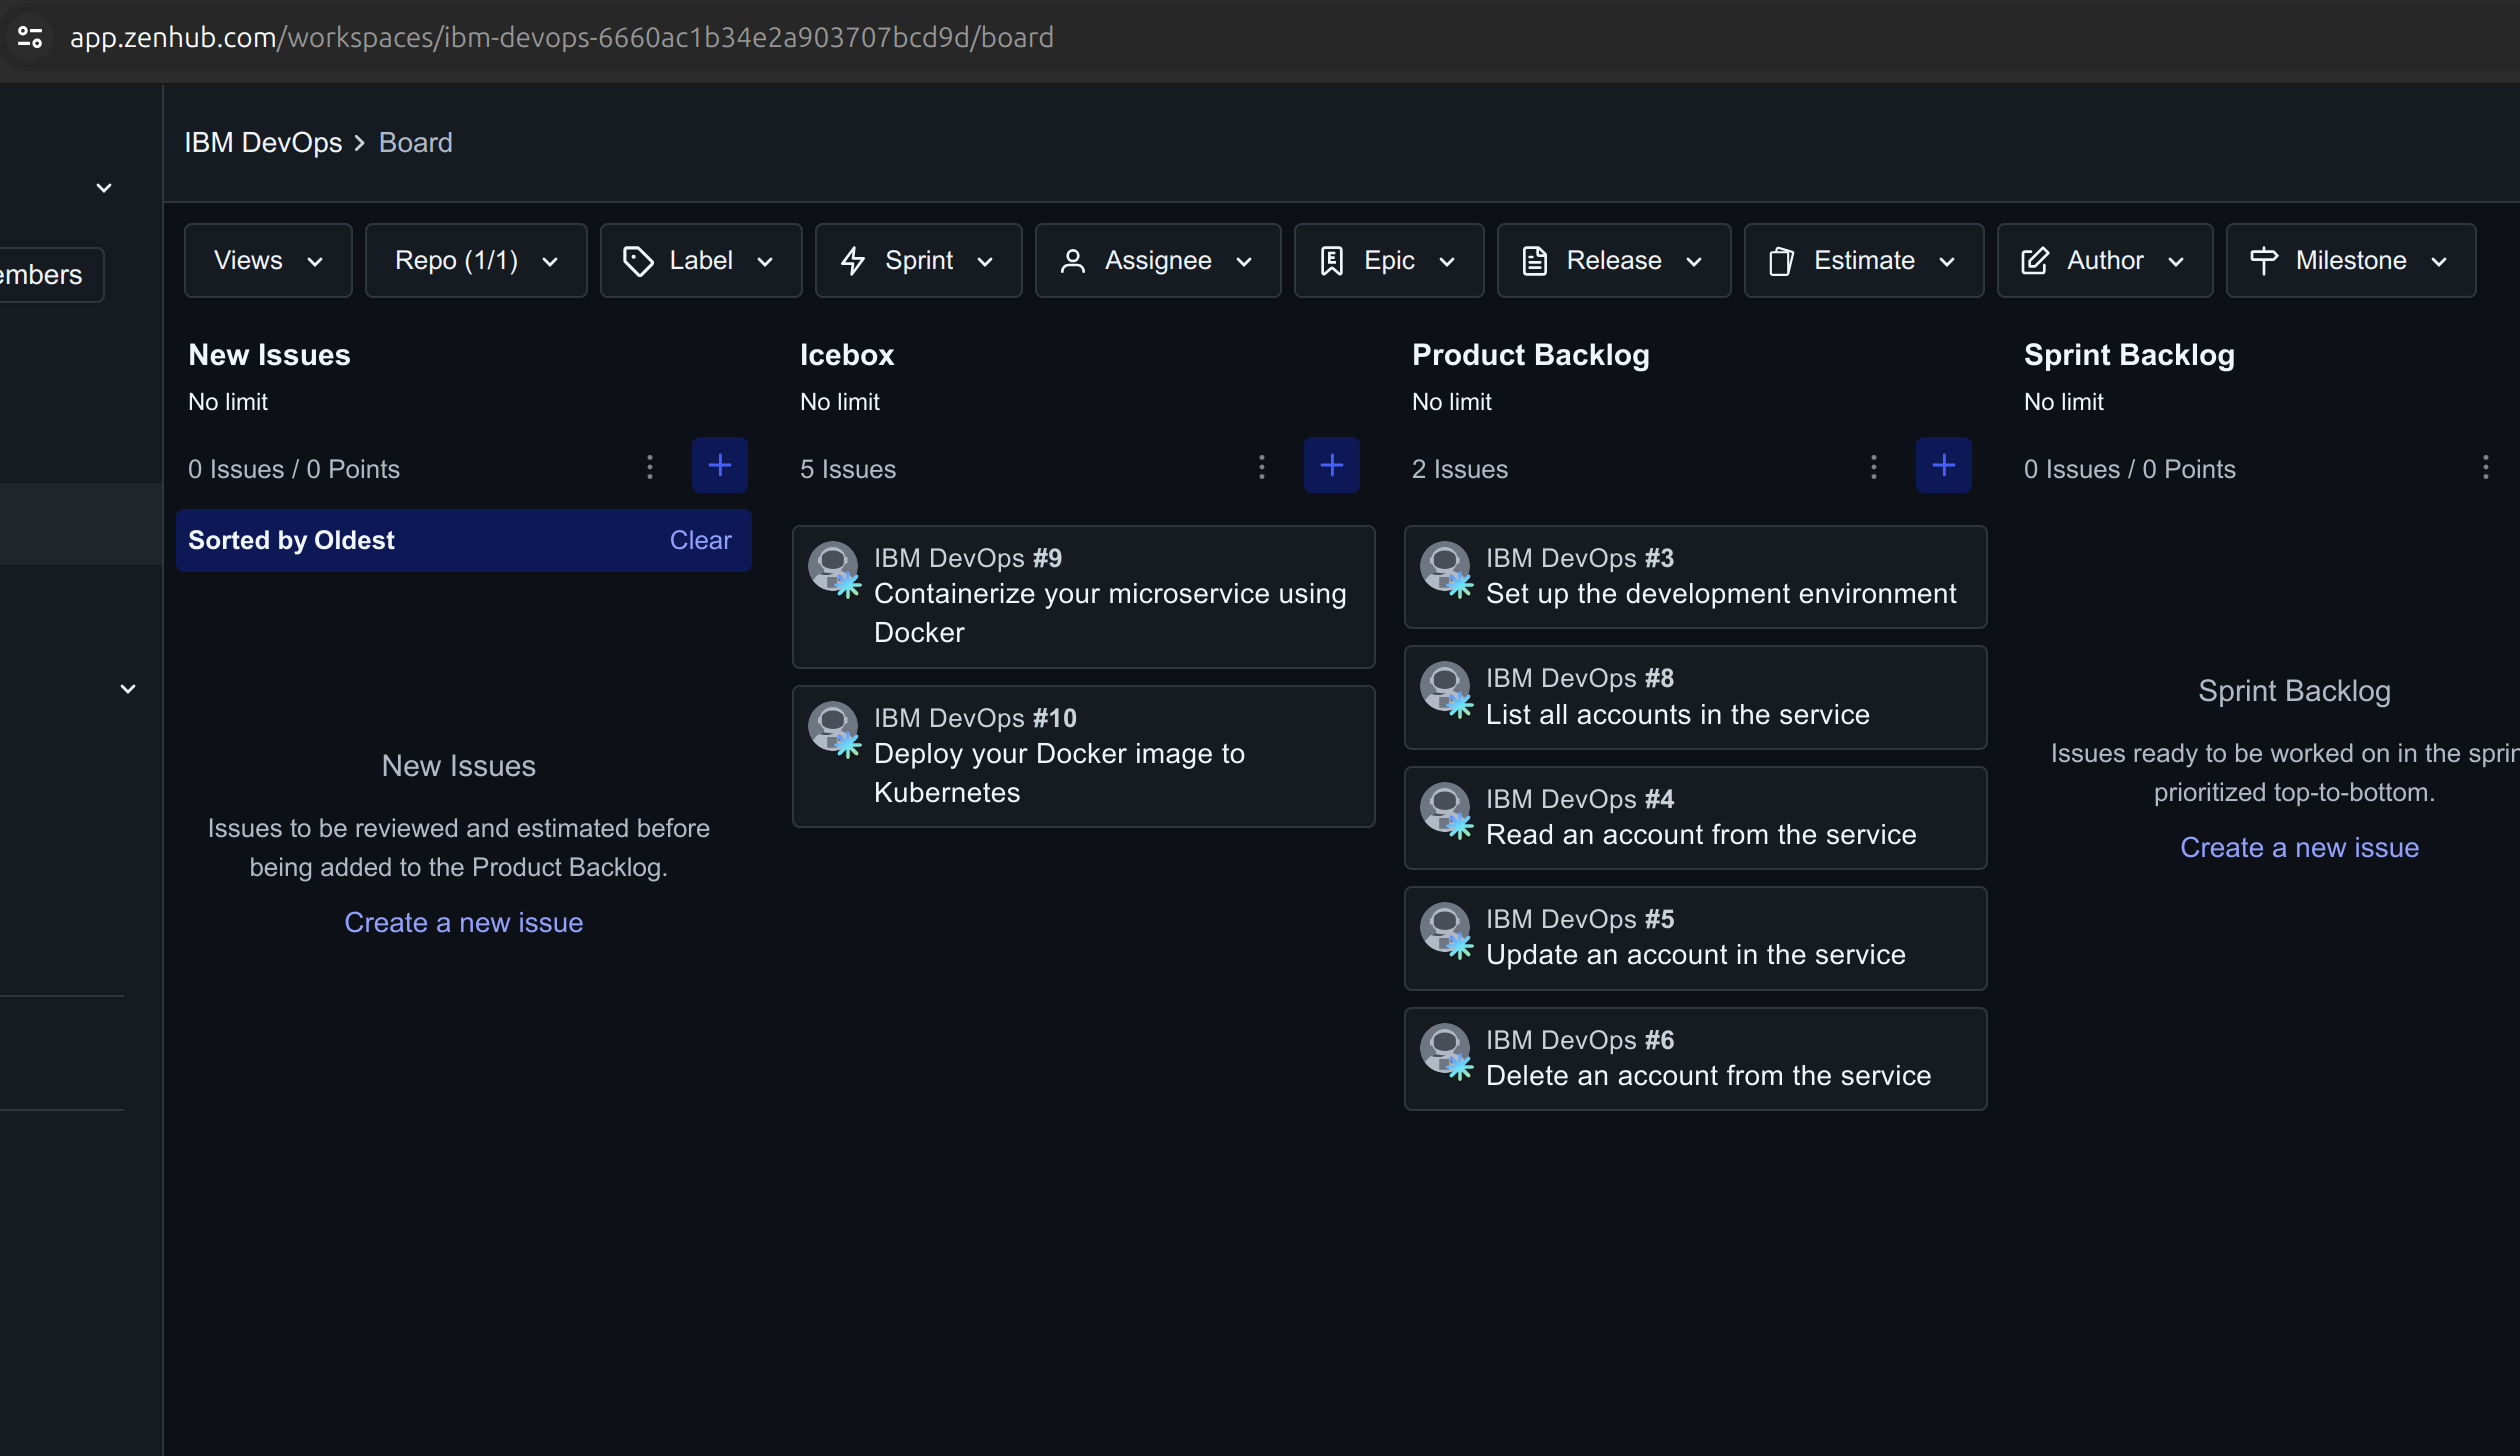 app.zenhub.com/workspaces/ibm-devops-6660ac1b34e2a903707bcd9d/board
IBM DevOps > Board
embers
Views
Repo (1/1)
Label
Sprint
Assignee
Epic
Release
Estimate
Author
Milestone
New Issues
No limit
0 Issues / 0 Points
Sorted by Oldest
Clear
New Issues
Issues to be reviewed and estimated before
being added to the Product Backlog.
Create a new issue
Icebox
No limit
5 Issues
IBM DevOps #9
Containerize your microservice using
Docker
IBM DevOps #10
Deploy your Docker image to
Kubernetes
Product Backlog
No limit
2 Issues
IBM DevOps #3
Set up the development environment
IBM DevOps #8
List all accounts in the service
IBM DevOps #4
Read an account from the service
IBM DevOps #5
Update an account in the service
IBM DevOps #6
Delete an account from the service
Sprint Backlog
No limit
0 Issues / 0 Points
Sprint Backlog
Issues ready to be worked on in the sprin
prioritized top-to-bottom.
Create a new issue